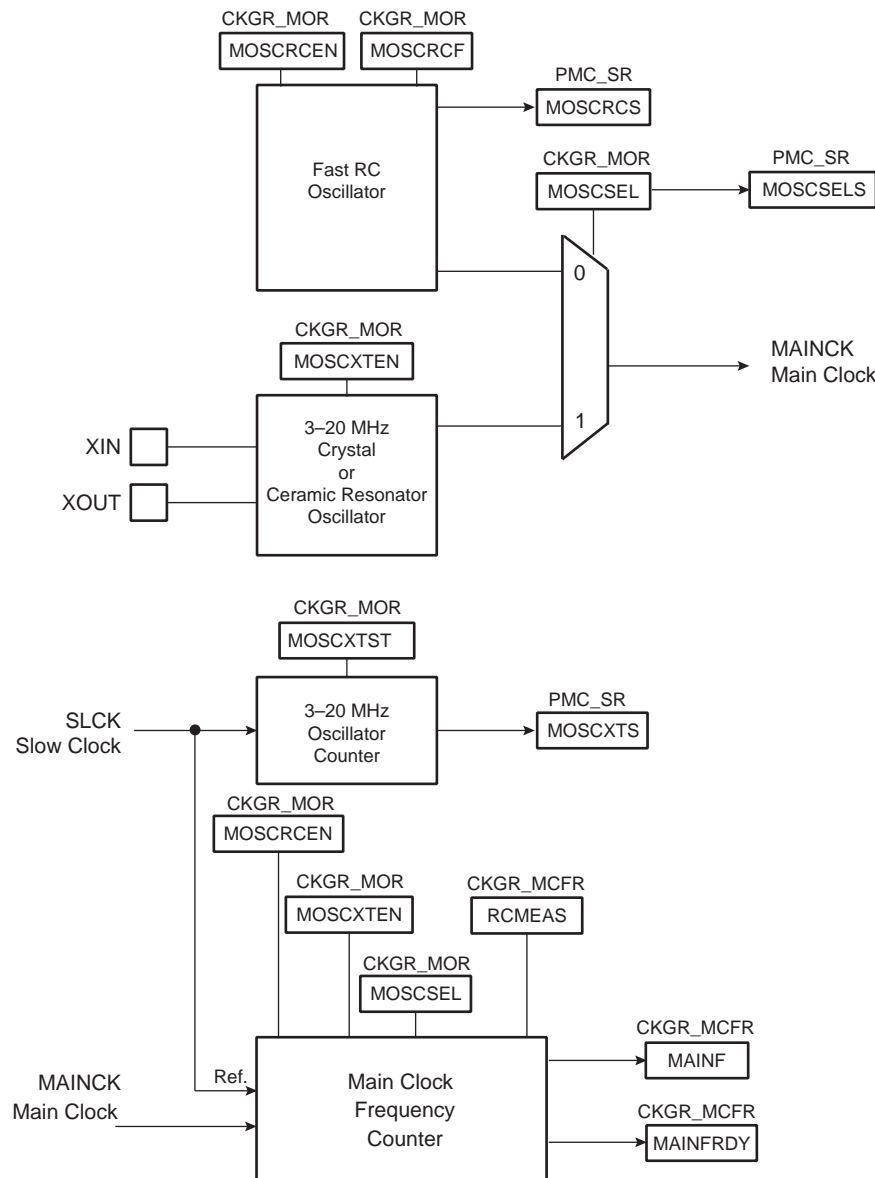 CKGR_MOR CKGR_MOR
MOSCRCEN MOSCRCF
PMC_SR
MOSCRCS
Fast RC
Oscillator
CKGR_MOR PMC_SR
MOSCSEL MOSCSELS
0
CKGR_MOR
MOSCXTEN
MAINCK
Main Clock
3–20 MHz
Crystal
or
Ceramic Resonator
Oscillator
1
XIN
XOUT
CKGR_MOR
MOSCXTST
3–20 MHz
Oscillator
Counter
PMC_SR
MOSCXTS
SLCK
Slow Clock
CKGR_MOR
MOSCRCEN
CKGR_MOR CKGR_MCFR
MOSCXTEN RCMEAS
CKGR_MOR
MOSCSEL
CKGR_MCFR
MAINF
Ref.
MAINCK
Main Clock
Main Clock
Frequency
Counter
CKGR_MCFR
MAINFRDY